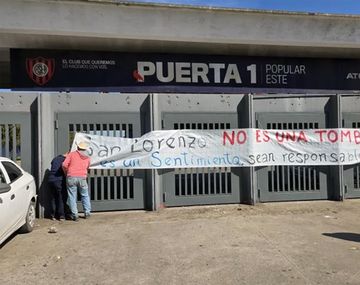 EL CLUB QUE QUEREMOS
LO HACEMOS CON VOS.
PUERTA 1
POPULAR
ESTE
San Lorenzo NO ES UNA TOMB
es un Sentimiento, sean responsabl